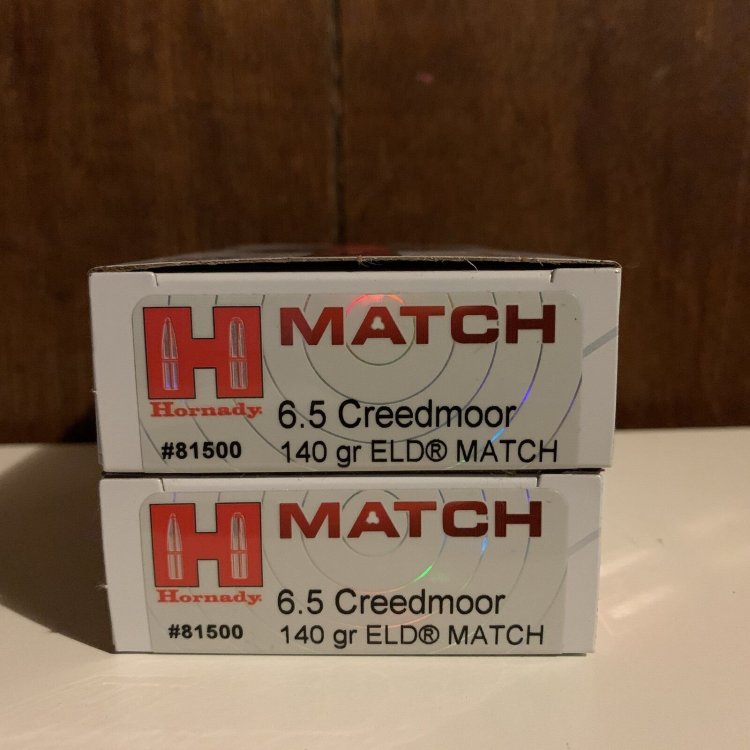 MATCH
Hornady
6.5 Creedmoor
#81500
140 gr ELD® MATCH
MATCH
Hornady
6.5 Creedmoor
#81500
140 gr ELD® MATCH